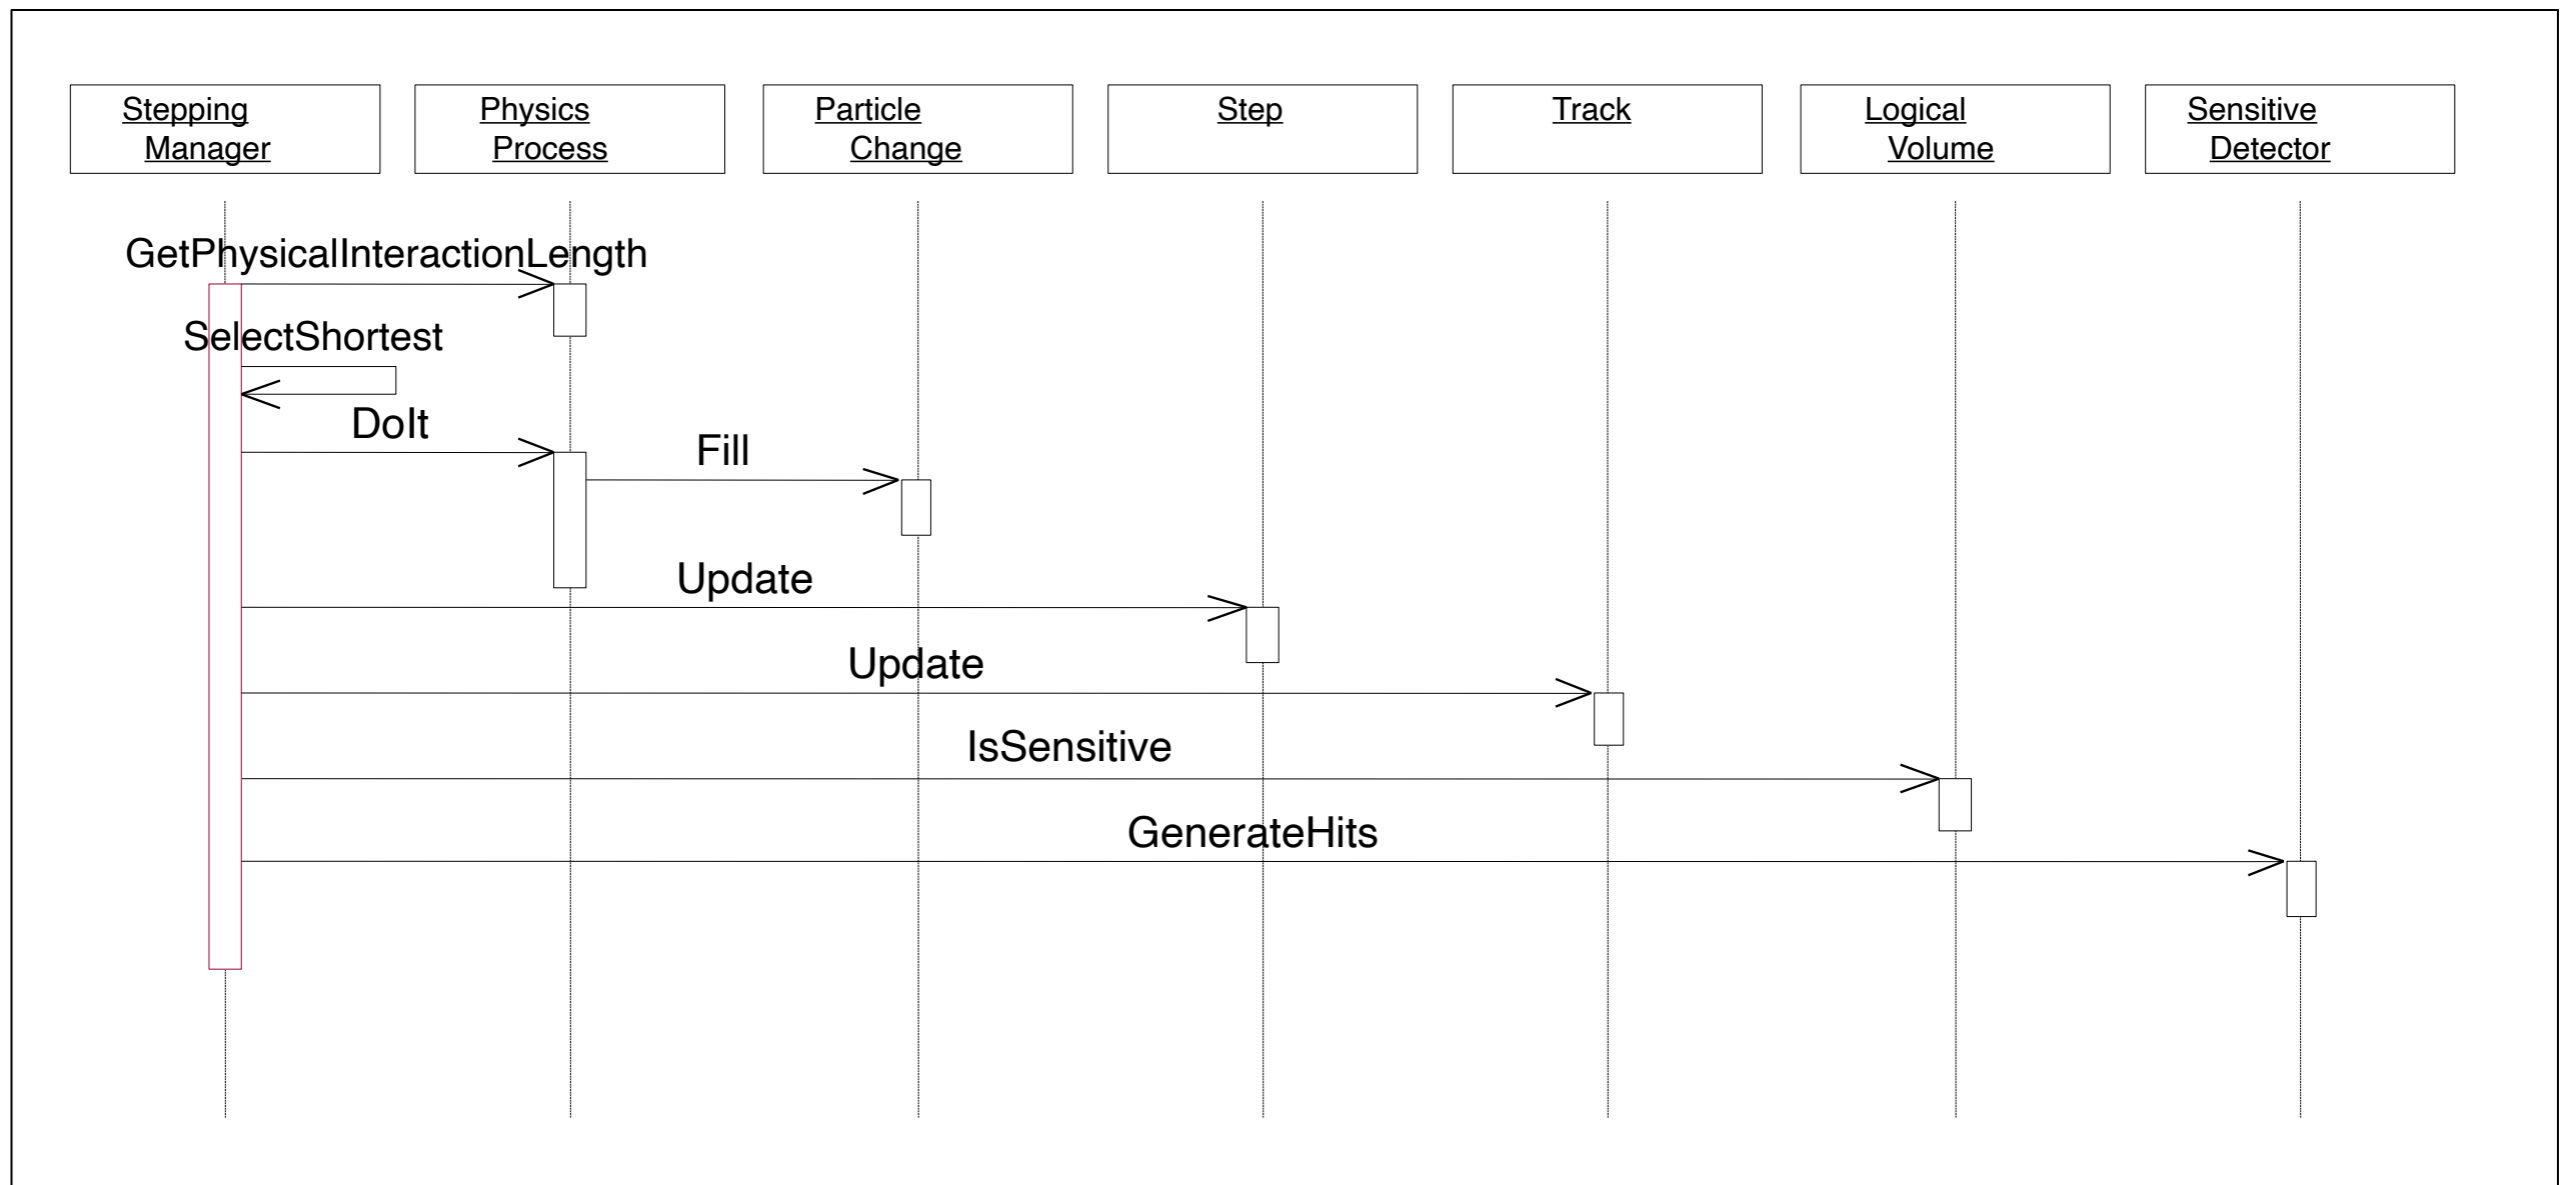 Stepping
Manager
Physics
Process
Particle
Change
Step
Track
Logical
Volume
Sensitive
Detector
GetPhysicalInteractionLength
SelectShortest
DoIt
Fill
Update
Update
IsSensitive
GenerateHits